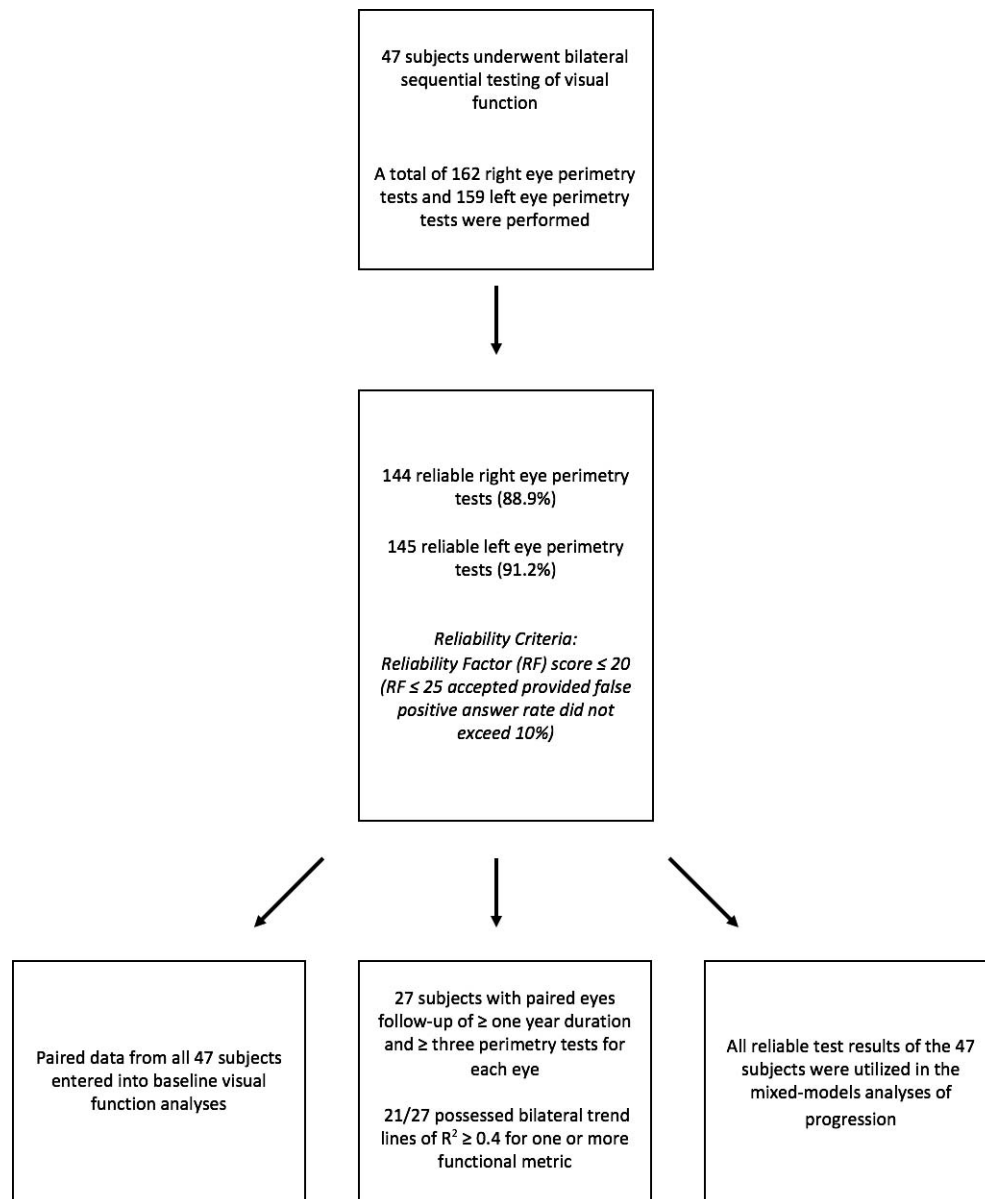 47 subjects underwent bilateral
sequential testing of visual
function
A total of 162 right eye perimetry
tests and 159 left eye perimetry
tests were performed
144 reliable right eye perimetry
tests (88.9%)
145 reliable left eye perimetry
tests (91.2%)
Reliability Criteria:
Reliability Factor (RF) score ≤ 20
(RF ≤ 25 accepted provided false
positive answer rate did not
exceed 10%)
Paired data from all 47 subjects
entered into baseline visual
function analyses
27 subjects with paired eyes
follow-up of ≥ one year duration
and ≥ three perimetry tests for
each eye
21/27 possessed bilateral trend
lines of R² ≥ 0.4 for one or more
functional metric
All reliable test results of the 47
subjects were utilized in the
mixed-models analyses of
progression